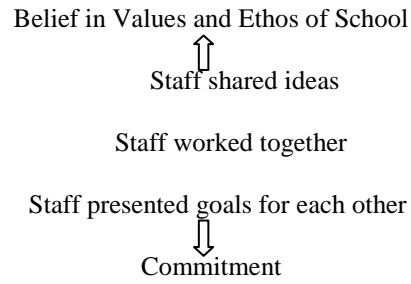 Belief in Values and Ethos of School
Staff shared ideas
Staff worked together
Staff presented goals for each other
Commitment